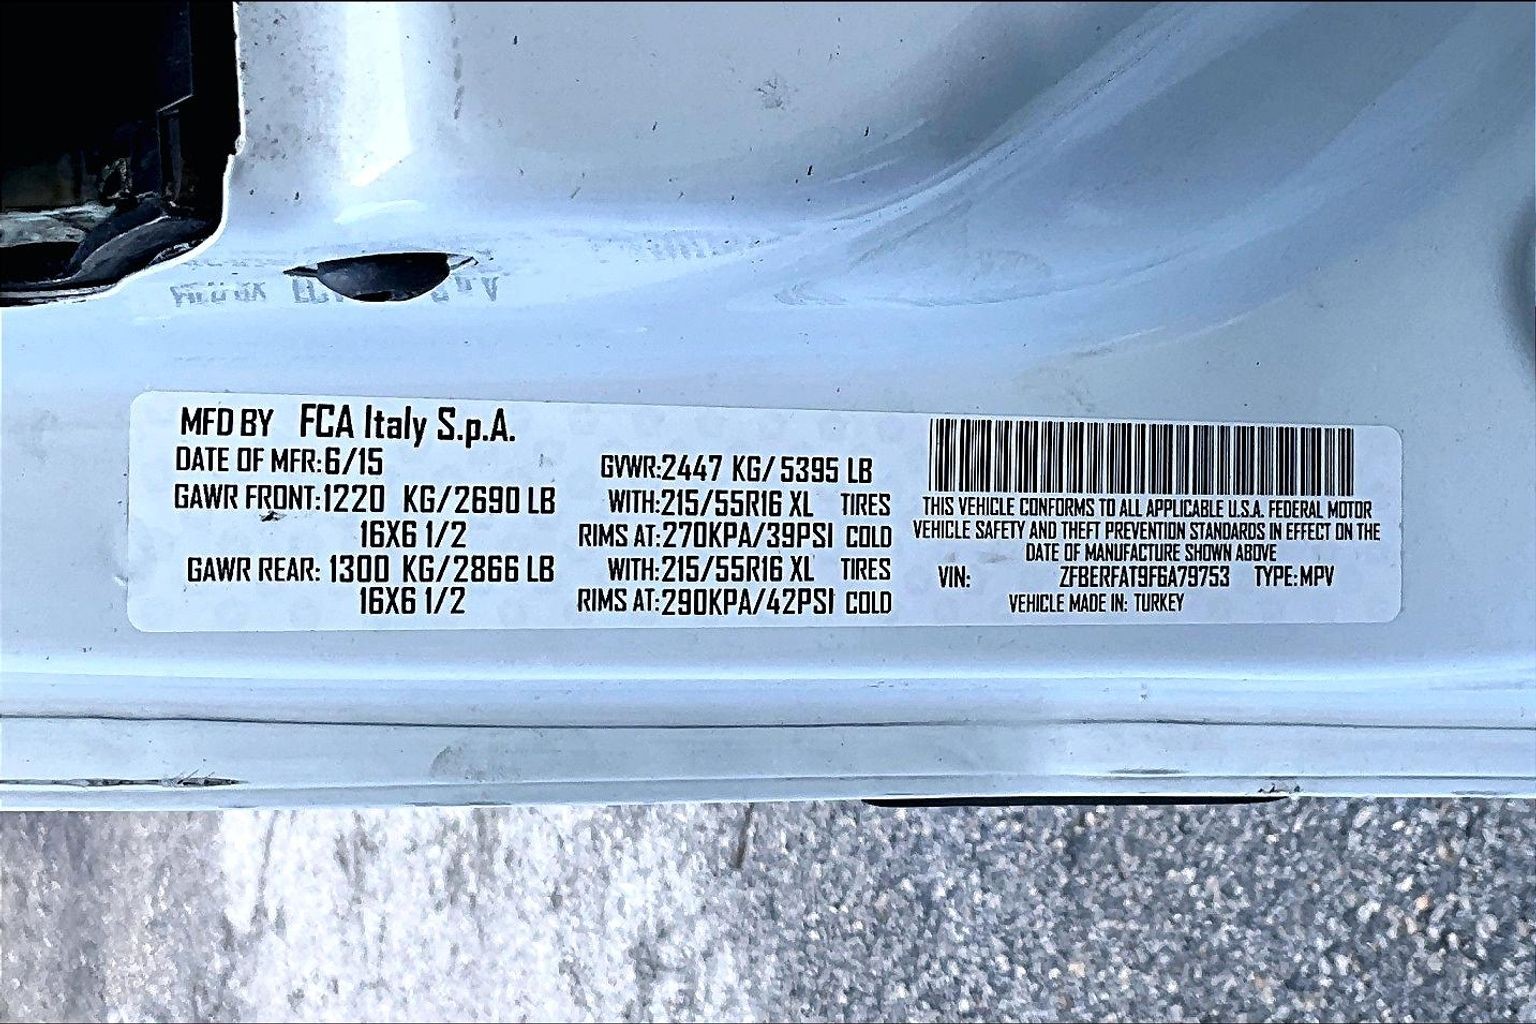 MFD BY FCA Italy S.p.A.
DATE OF MFR:6/15
GAWR FRONT:1220 KG/2690 LB
16X6 1/2
GAWR REAR: 1300 KG/2866 LB
16X6 1/2
GVWR:2447 KG/5395 LB
WITH:215/55R16 XL TIRES
RIMS AT:270KPA/39PSI COLD
WITH:215/55R16 XL TIRES
RIMS AT:290KPA/42PSI COLD
THIS VEHICLE CONFORMS TO ALL APPLICABLE U.S.A. FEDERAL MOTOR
VEHICLE SAFETY AND THEFT PREVENTION STANDARDS IN EFFECT ON THE
DATE OF MANUFACTURE SHOWN ABOVE
VIN: ZFBERFAT9F6A79753 TYPE:MPV
VEHICLE MADE IN: TURKEY